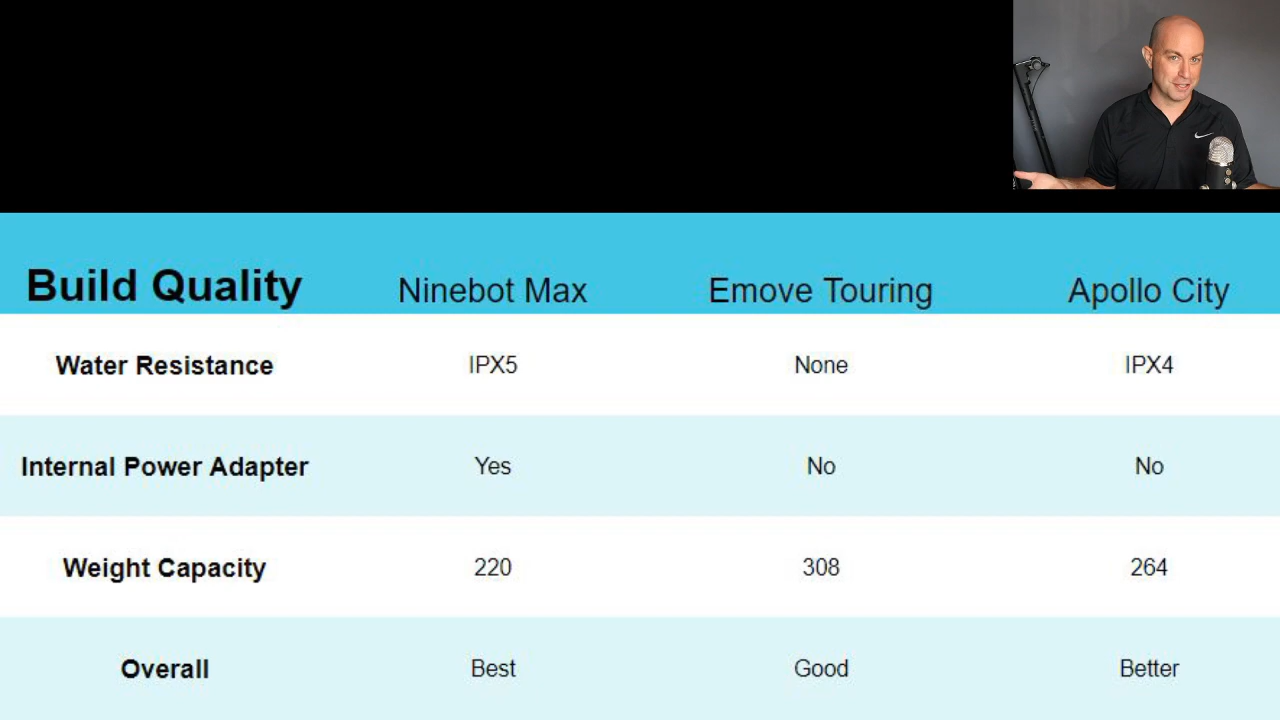 Build Quality Ninebot Max Emove Touring Apollo City
Water Resistance IPX5 None IPX4
Internal Power Adapter Yes No No
Weight Capacity 220 308 264
Overall Best Good Better